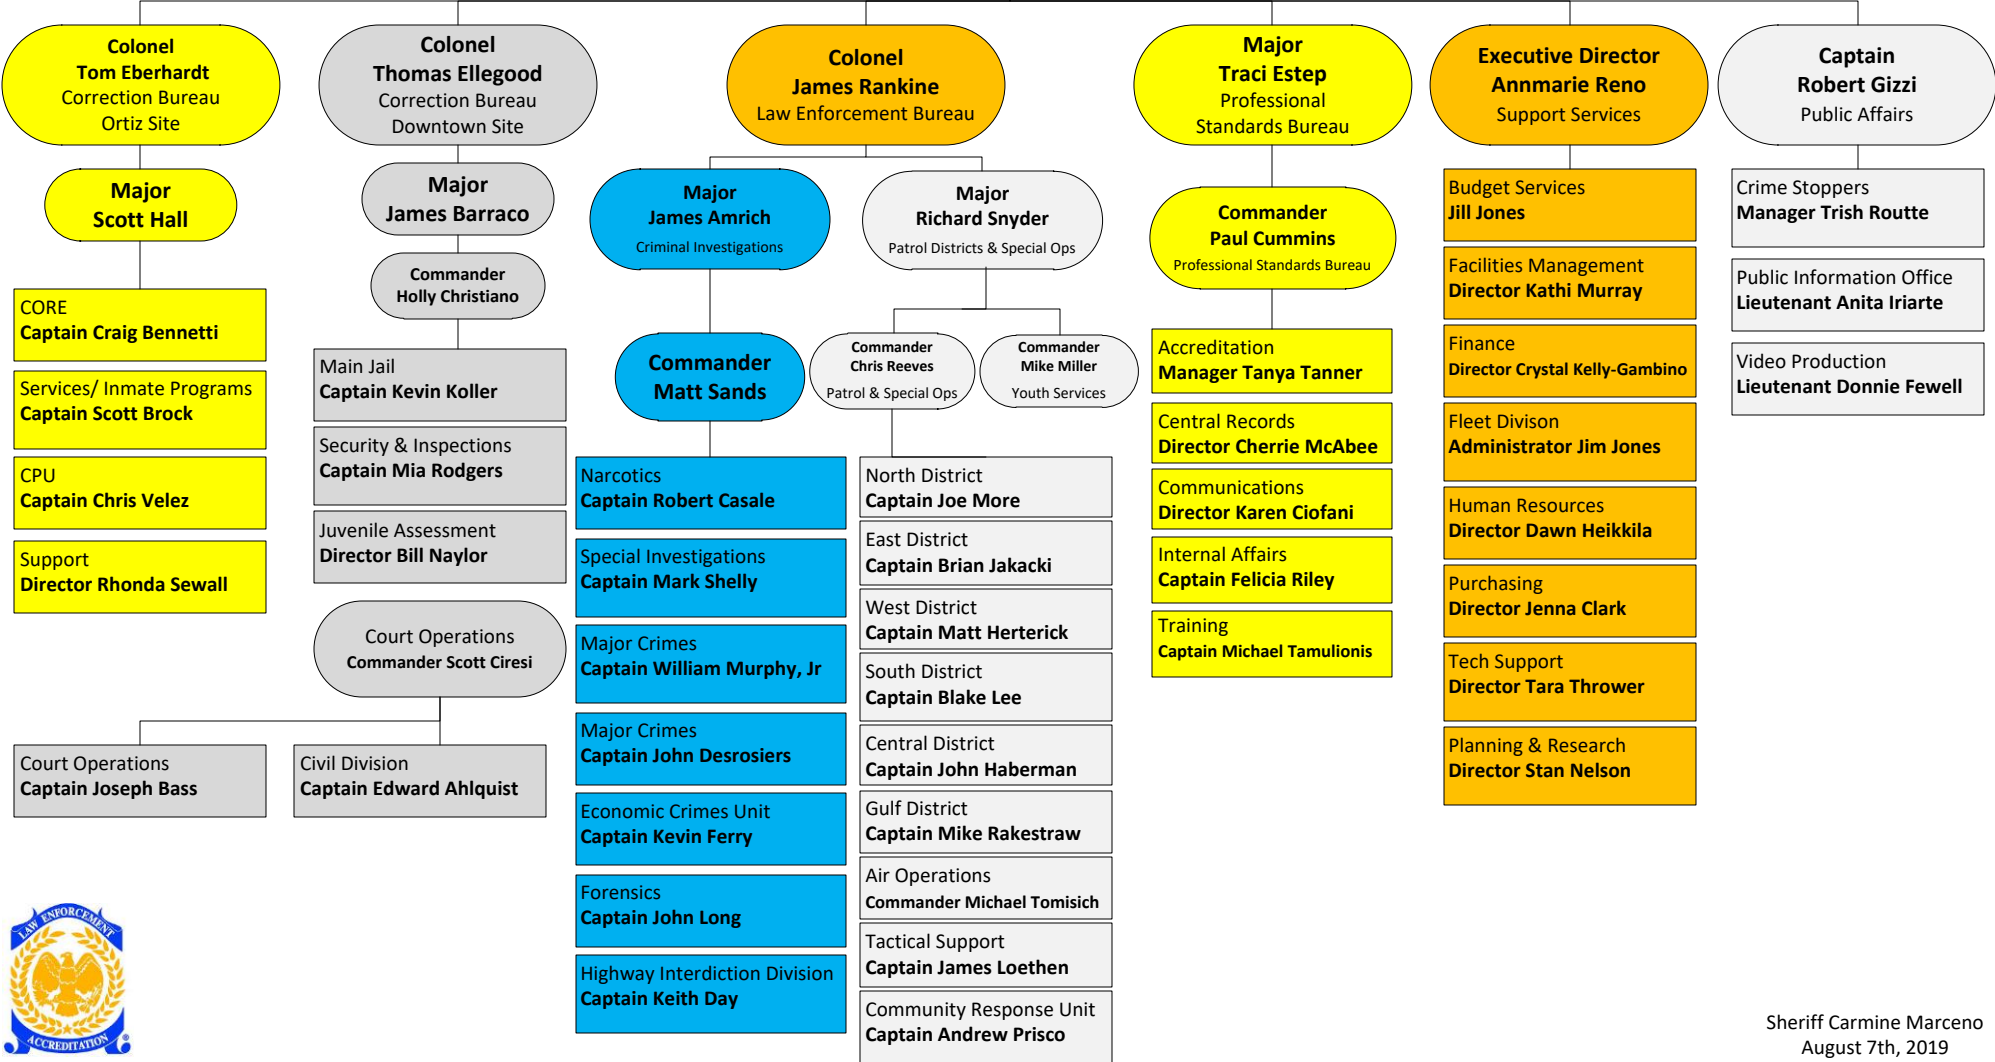 Colonel
Tom Eberhardt
Correction Bureau
Ortiz Site
Major
Scott Hall
CORE
Captain Craig Bennetti
Services/ Inmate Programs
Captain Scott Brock
CPU
Captain Chris Velez
Support
Director Rhonda Sewall
Colonel
Thomas Ellegood
Correction Bureau
Downtown Site
Major
James Barraco
Commander
Holly Christiano
Main Jail
Captain Kevin Koller
Security & Inspections
Captain Mia Rodgers
Juvenile Assessment
Director Bill Naylor
Court Operations
Commander Scott Ciresi
Court Operations
Captain Joseph Bass
Civil Division
Captain Edward Ahlquist
Colonel
James Rankine
Law Enforcement Bureau
Major
James Amrich
Criminal Investigations
Commander
Matt Sands
Narcotics
Captain Robert Casale
Special Investigations
Captain Mark Shelly
Major Crimes
Captain William Murphy, Jr
Major Crimes
Captain John Desrosiers
Economic Crimes Unit
Captain Kevin Ferry
Forensics
Captain John Long
Highway Interdiction Division
Captain Keith Day
Major
Richard Snyder
Patrol Districts & Special Ops
Commander
Chris Reeves
Patrol & Special Ops
Commander
Mike Miller
Youth Services
North District
Captain Joe More
East District
Captain Brian Jakacki
West District
Captain Matt Herterick
South District
Captain Blake Lee
Central District
Captain John Haberman
Gulf District
Captain Mike Rakestraw
Air Operations
Commander Michael Tomisich
Tactical Support
Captain James Loethen
Community Response Unit
Captain Andrew Prisco
Major
Traci Estep
Professional
Standards Bureau
Commander
Paul Cummins
Professional Standards Bureau
Accreditation
Manager Tanya Tanner
Central Records
Director Cherrie McAbee
Communications
Director Karen Ciofani
Internal Affairs
Captain Felicia Riley
Training
Captain Michael Tamulionis
Executive Director
Annmarie Reno
Support Services
Budget Services
Jill Jones
Facilities Management
Director Kathi Murray
Finance
Director Crystal Kelly-Gambino
Fleet Divison
Administrator Jim Jones
Human Resources
Director Dawn Heikkila
Purchasing
Director Jenna Clark
Tech Support
Director Tara Thrower
Planning & Research
Director Stan Nelson
Captain
Robert Gizzi
Public Affairs
Crime Stoppers
Manager Trish Routte
Public Information Office
Lieutenant Anita Iriarte
Video Production
Lieutenant Donnie Fewell
LAW ENFORCEMENT
ACCREDITATION
®
Sheriff Carmine Marceno
August 7th, 2019